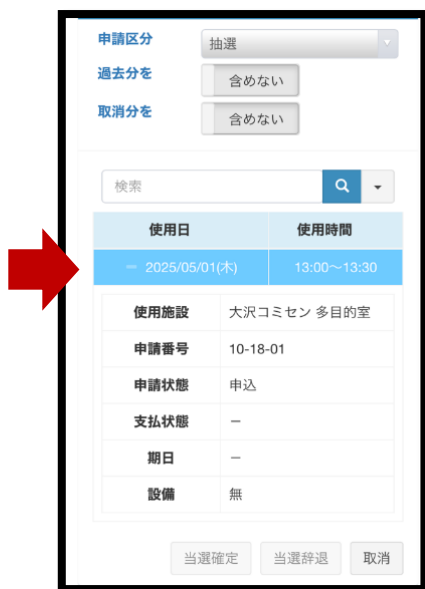 申請区分 抽選
過去分を 含めない
取消分を 含めない
検索
使用日 使用時間
− 2025/05/01(木) 13:00～13:30
使用施設 大沢コミセン 多目的室
申請番号 10-18-01
申請状態 申込
支払状態 −
期日 −
設備 無
当選確定 当選辞退 取消